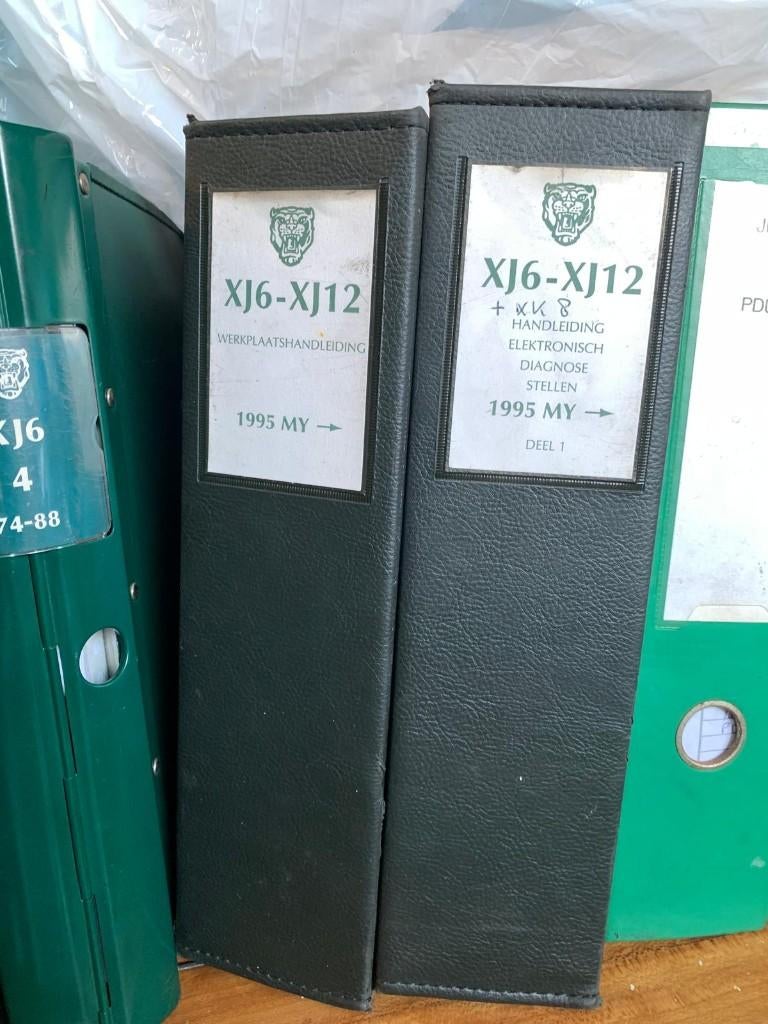 XJ6
4
74-88
XJ6-XJ12
WERKPLAATSHANDLEIDING
1995 MY →
XJ6-XJ12
+ XK 8
HANDLEIDING
ELEKTRONISCH
DIAGNOSE
STELLEN
1995 MY →
DEEL 1